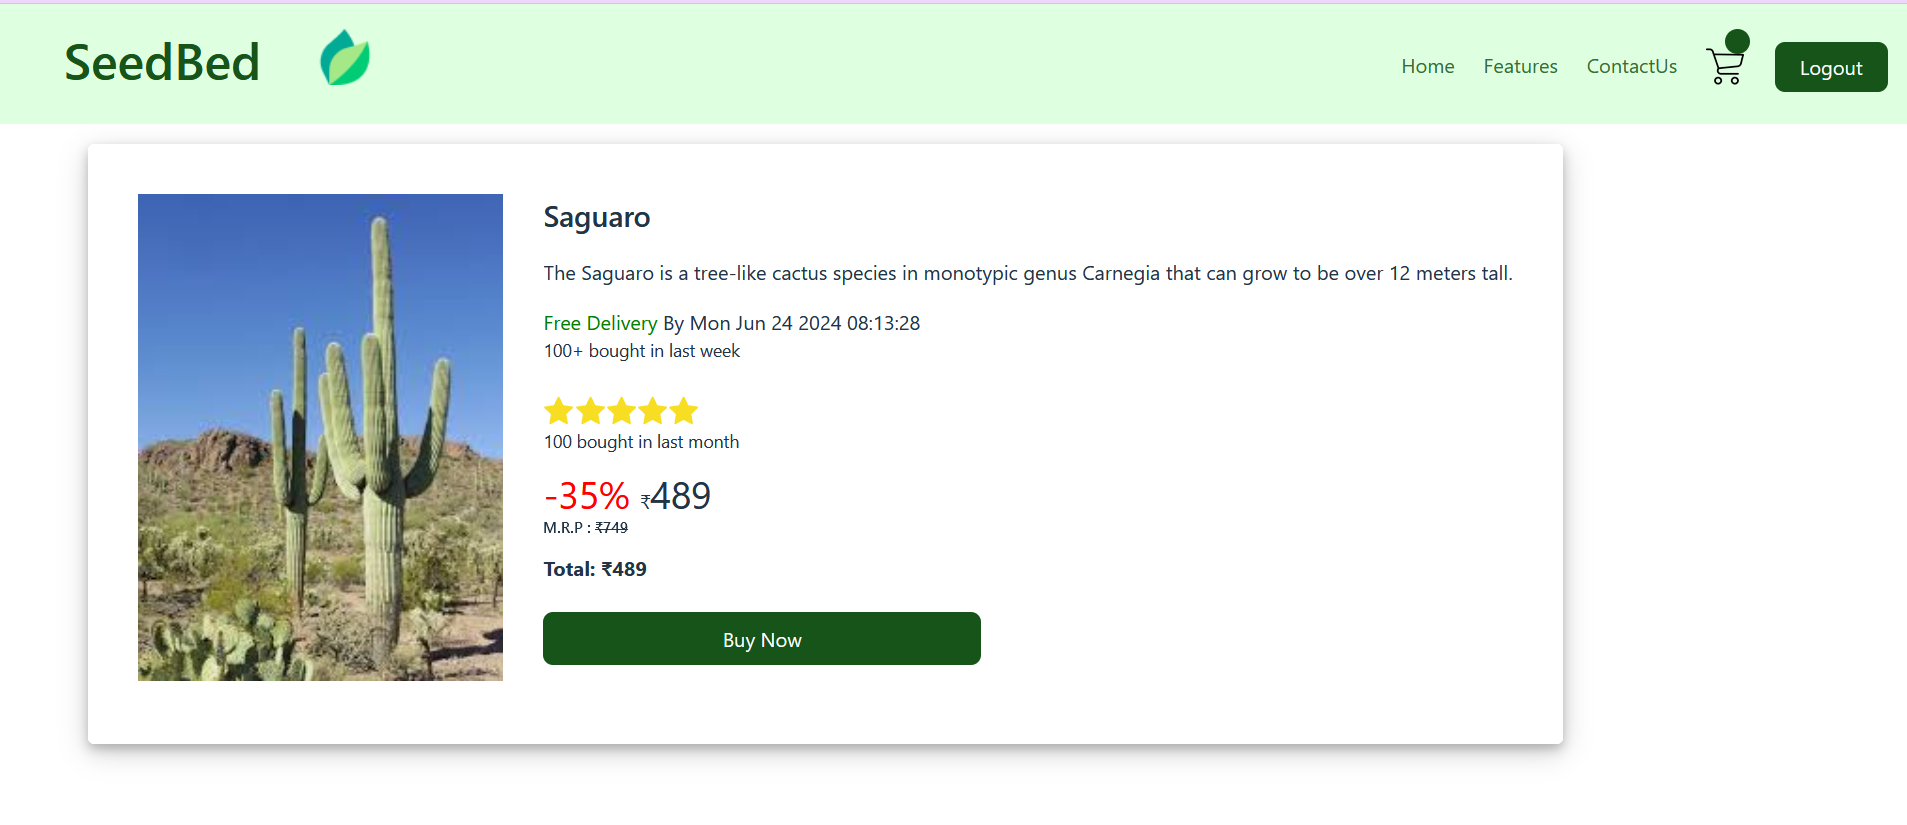 SeedBed
Home Features ContactUs Logout
Saguaro
The Saguaro is a tree-like cactus species in monotypic genus Carnegia that can grow to be over 12 meters tall.
Free Delivery By Mon Jun 24 2024 08:13:28
100+ bought in last week
100 bought in last month
-35% ₹489
M.R.P : ₹749
Total: ₹489
Buy Now